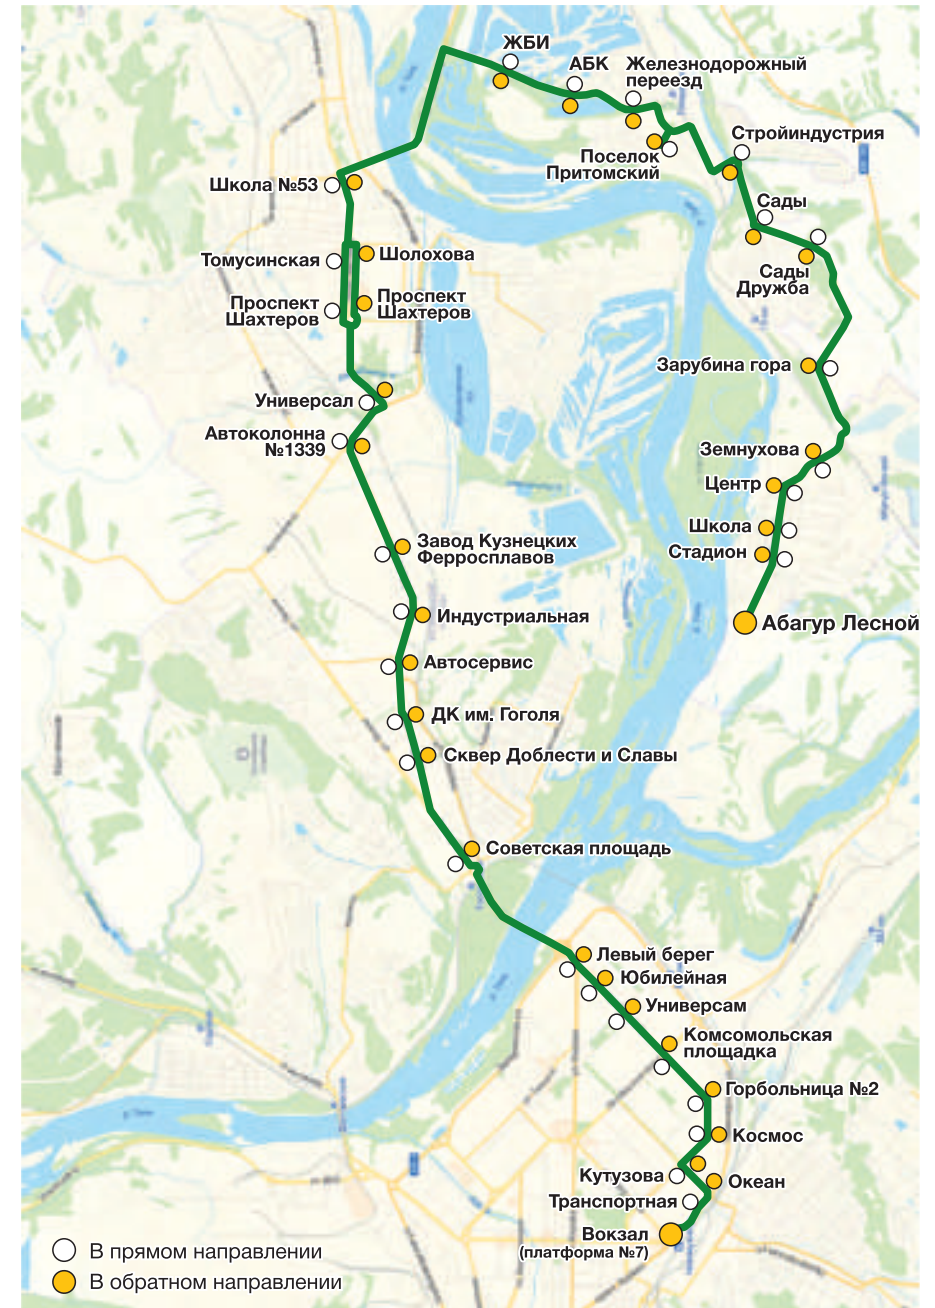 ЖБИ
АБК
Железнодорожный
переезд
Стройиндустрия
Поселок
Притомский
Школа №53
Сады
Шолохова
Томусинская
Сады
Дружба
Проспект
Шахтеров
Проспект
Шахтеров
Зарубина гора
Универсал
Автоколонна
№1339
Земнухова
Центр
Школа
Стадион
Завод Кузнецких
Ферросплавов
Индустриальная
Абагур Лесной
Автосервис
ДК им. Гоголя
Сквер Доблести и Славы
Советская площадь
Левый берег
Юбилейная
Универсам
Комсомольская
площадка
Горбольница №2
Космос
Кутузова
Океан
Транспортная
Вокзал
(платформа №7)
В прямом направлении
В обратном направлении